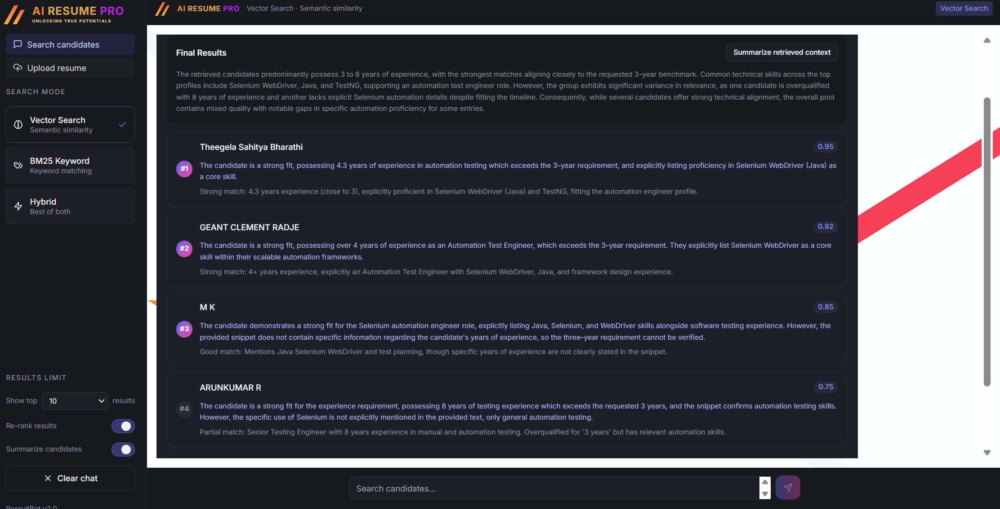 AI RESUME PRO
UNLOCKING TRUE POTENTIALS
Search candidates
Upload resume
SEARCH MODE
Vector Search
Semantic similarity
BM25 Keyword
Keyword matching
Hybrid
Best of both
RESULTS LIMIT
Show top 10 results
Re-rank results
Summarize candidates
Clear chat
RecruitBot v2.0
AI RESUME PRO Vector Search · Semantic similarity
Vector Search
Final Results
Summarize retrieved context
The retrieved candidates predominantly possess 3 to 8 years of experience, with the strongest matches aligning closely to the requested 3-year benchmark. Common technical skills across the top
profiles include Selenium WebDriver, Java, and TestNG, supporting an automation test engineer role. However, the group exhibits significant variance in relevance, as one candidate is overqualified
with 8 years of experience and another lacks explicit Selenium automation details despite fitting the timeline. Consequently, while several candidates offer strong technical alignment, the overall pool
contains mixed quality with notable gaps in specific automation proficiency for some entries.
Theegela Sahitya Bharathi
0.95
#1
The candidate is a strong fit, possessing 4.3 years of experience in automation testing which exceeds the 3-year requirement, and explicitly listing proficiency in Selenium WebDriver (Java) as
a core skill.
Strong match: 4.3 years experience (close to 3), explicitly proficient in Selenium WebDriver (Java) and TestNG, fitting the automation engineer profile.
GEANT CLEMENT RADJE
0.92
#2
The candidate is a strong fit, possessing over 4 years of experience as an Automation Test Engineer, which exceeds the 3-year requirement. They explicitly list Selenium WebDriver as a core
skill within their scalable automation frameworks.
Strong match: 4+ years experience, explicitly an Automation Test Engineer with Selenium WebDriver, Java, and framework design experience.
M K
0.85
#3
The candidate demonstrates a strong fit for the Selenium automation engineer role, explicitly listing Java, Selenium, and WebDriver skills alongside software testing experience. However, the
provided snippet does not contain specific information regarding the candidate's years of experience, so the three-year requirement cannot be verified.
Good match: Mentions Java Selenium WebDriver and test planning, though specific years of experience are not clearly stated in the snippet.
ARUNKUMAR R
0.75
#4
The candidate is a strong fit for the experience requirement, possessing 8 years of testing experience which exceeds the requested 3 years, and the snippet confirms automation testing skills.
However, the specific use of Selenium is not explicitly mentioned in the provided text, only general automation testing.
Partial match: Senior Testing Engineer with 8 years experience in manual and automation testing. Overqualified for '3 years' but has relevant automation skills.
Search candidates...